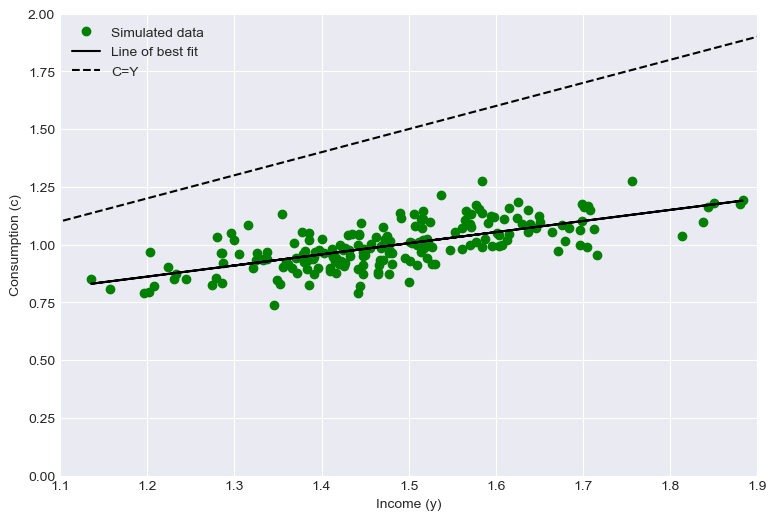 2.00
1.75
1.50
1.25
1.00
0.75
0.50
0.25
0.00
Consumption (c)
Simulated data
Line of best fit
C=Y
1.1 1.2 1.3 1.4 1.5 1.6 1.7 1.8 1.9
Income (y)